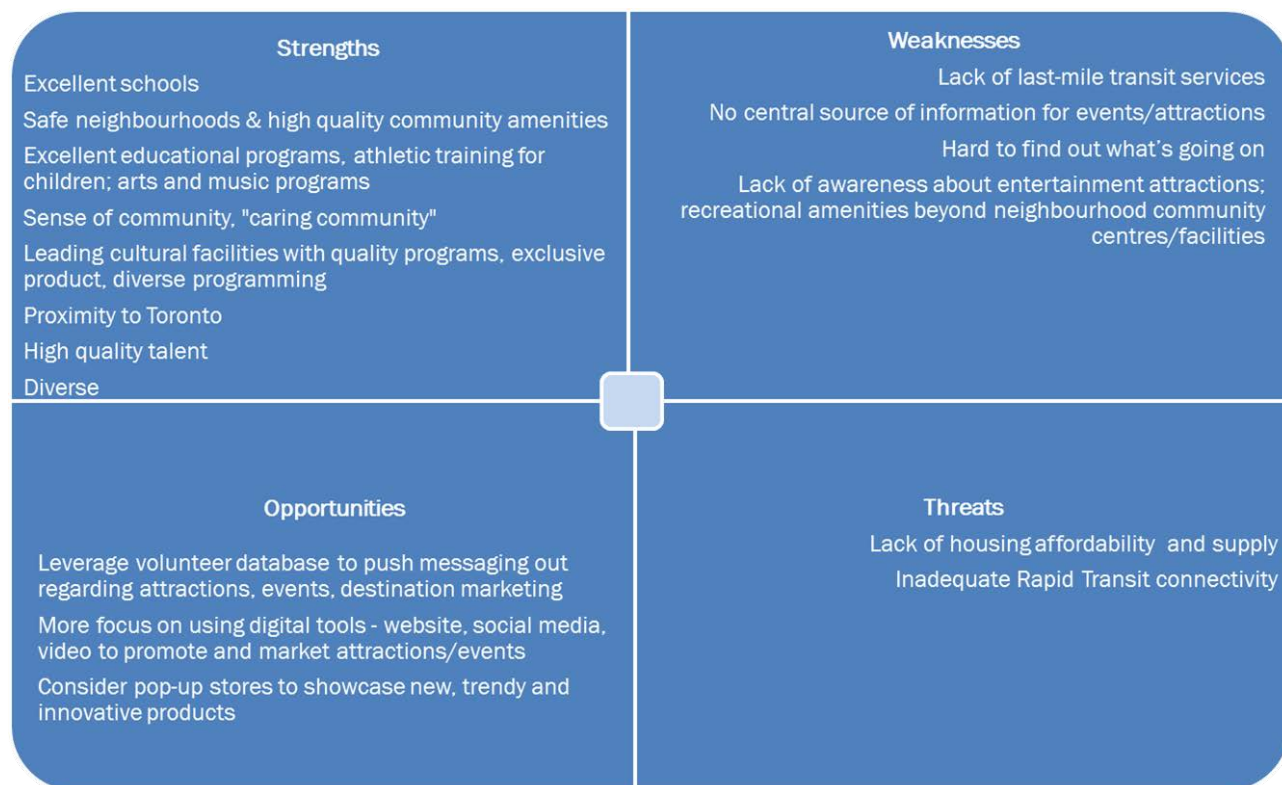 Strengths
Excellent schools
Safe neighbourhoods & high quality community amenities
Excellent educational programs, athletic training for
children; arts and music programs
Sense of community, "caring community"
Leading cultural facilities with quality programs, exclusive
product, diverse programming
Proximity to Toronto
High quality talent
Diverse
Weaknesses
Lack of last-mile transit services
No central source of information for events/attractions
Hard to find out what's going on
Lack of awareness about entertainment attractions;
recreational amenities beyond neighbourhood community
centres/facilities
Opportunities
Leverage volunteer database to push messaging out
regarding attractions, events, destination marketing
More focus on using digital tools - website, social media,
video to promote and market attractions/events
Consider pop-up stores to showcase new, trendy and
innovative products
Threats
Lack of housing affordability and supply
Inadequate Rapid Transit connectivity